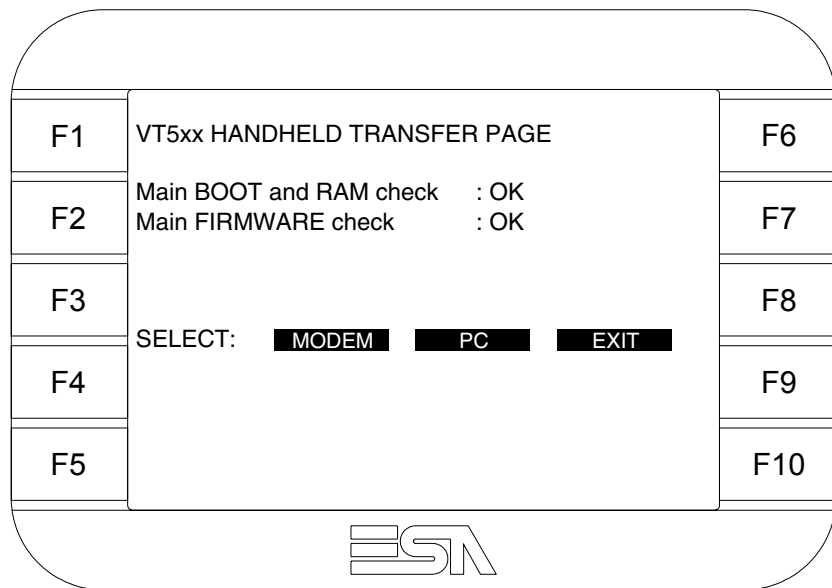 F1
F2
F3
F4
F5
VT5xx HANDHELD TRANSFER PAGE
Main BOOT and RAM check : OK
Main FIRMWARE check : OK
SELECT: MODEM PC EXIT
F6
F7
F8
F9
F10
ESA